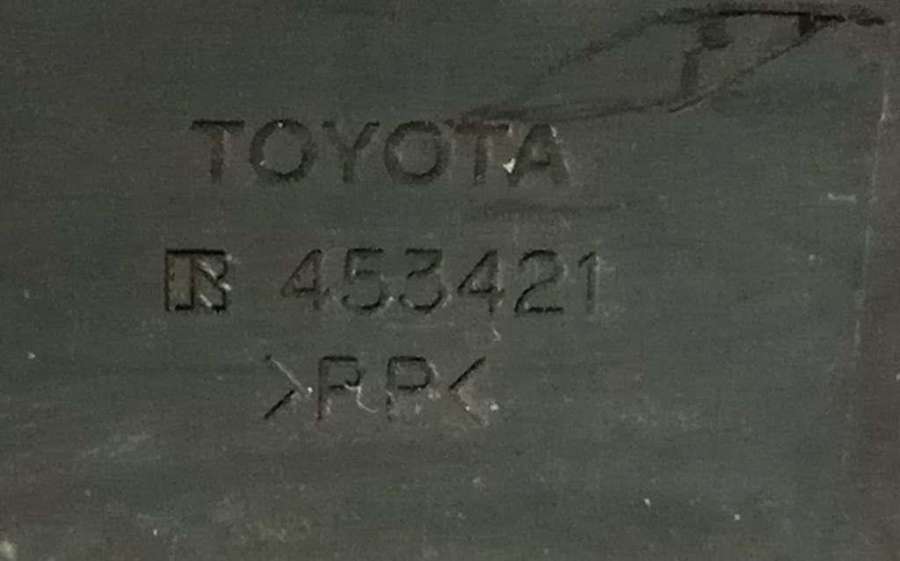 TOYOTA
R 453421
>PP<